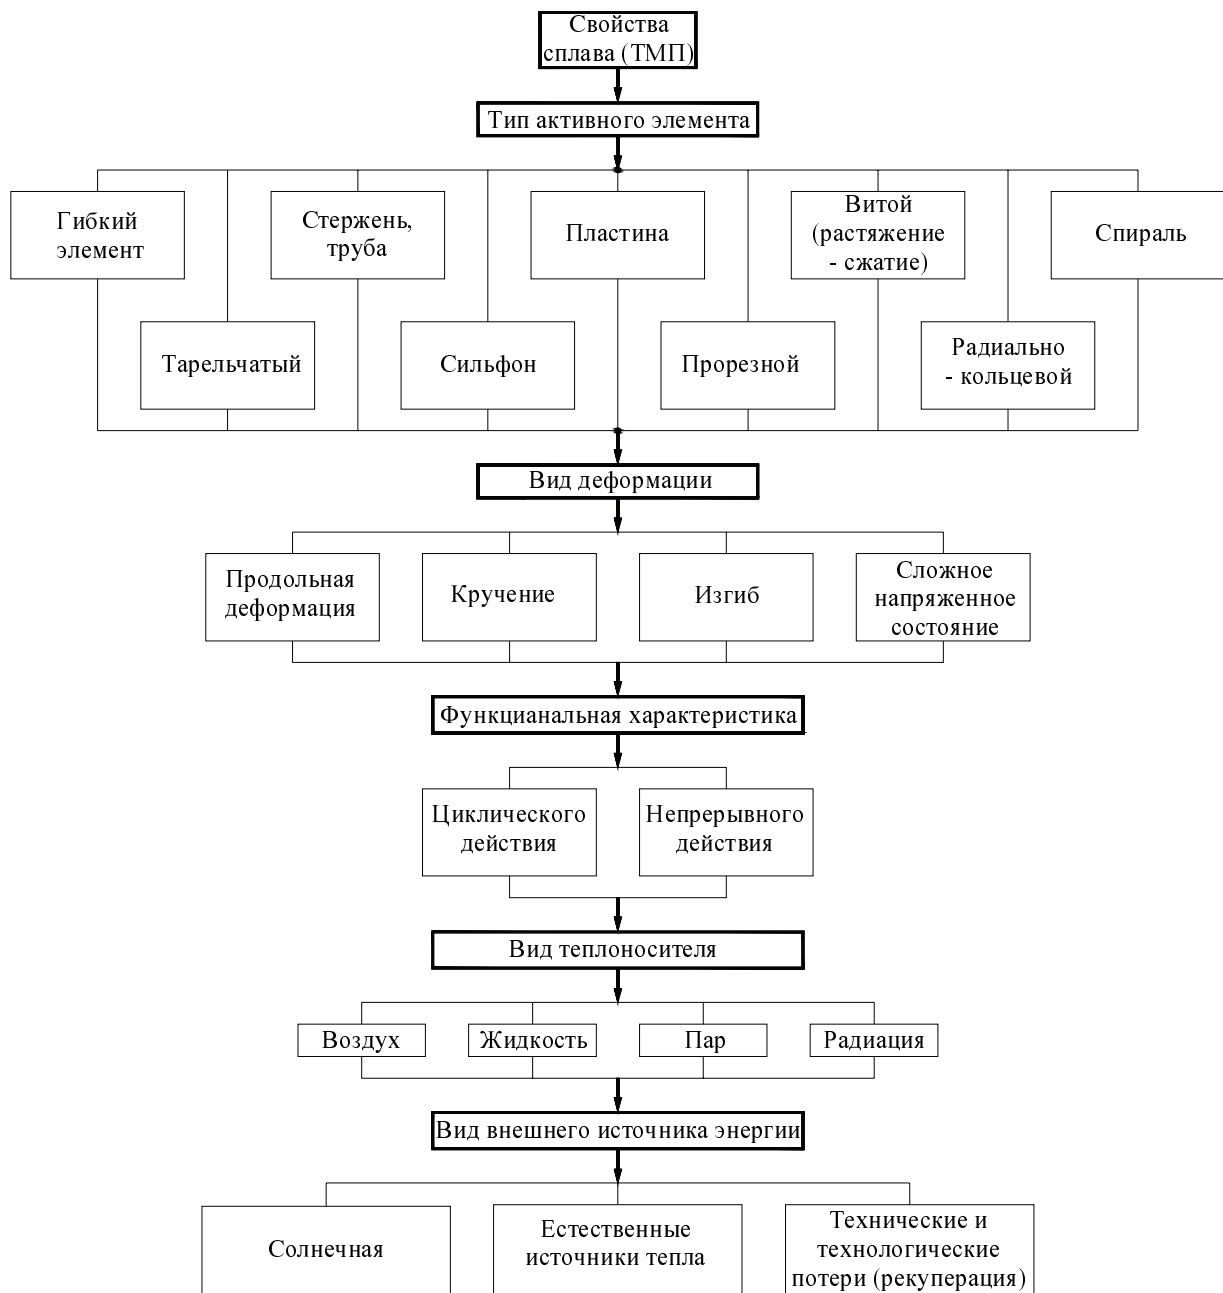 Свойства
сплава (ТМП)
Тип активного элемента
Гибкий
элемент
Стержень,
труба
Пластина
Витой
(растяжение
- сжатие)
Спираль
Тарельчатый
Сильфон
Прорезной
Радиально
- кольцевой
Вид деформации
Продольная
деформация
Кручение
Изгиб
Сложное
напряженное
состояние
Функцианальная характеристика
Циклического
действия
Непрерывного
действия
Вид теплоносителя
Воздух
Жидкость
Пар
Радиация
Вид внешнего источника энергии
Солнечная
Естественные
источники тепла
Технические и
технологические
потери (рекуперация)